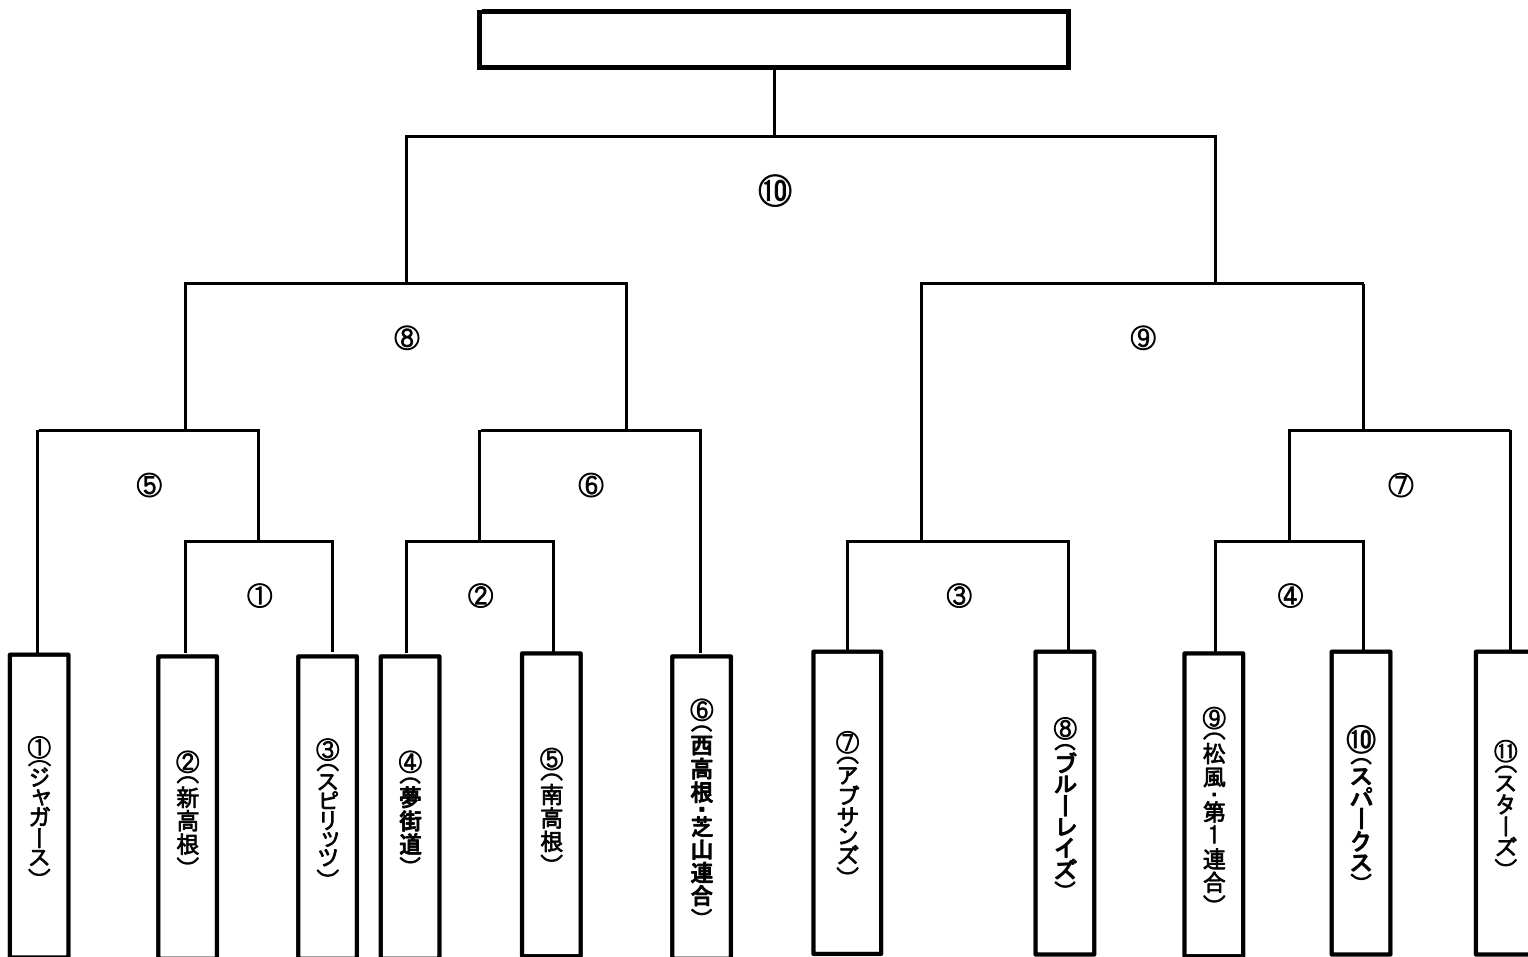 ⑩
⑧
⑨
⑤
⑥
⑦
①
②
③
④
①(ジャガース)
②(新高根)
③(スピリッツ)
④(夢街道)
⑤(南高根)
⑥(西高根・芝山連合)
⑦(アブサンズ)
⑧(ブルーレイズ)
⑨(松風・第1連合)
⑩(スパークス)
⑪(スターズ)